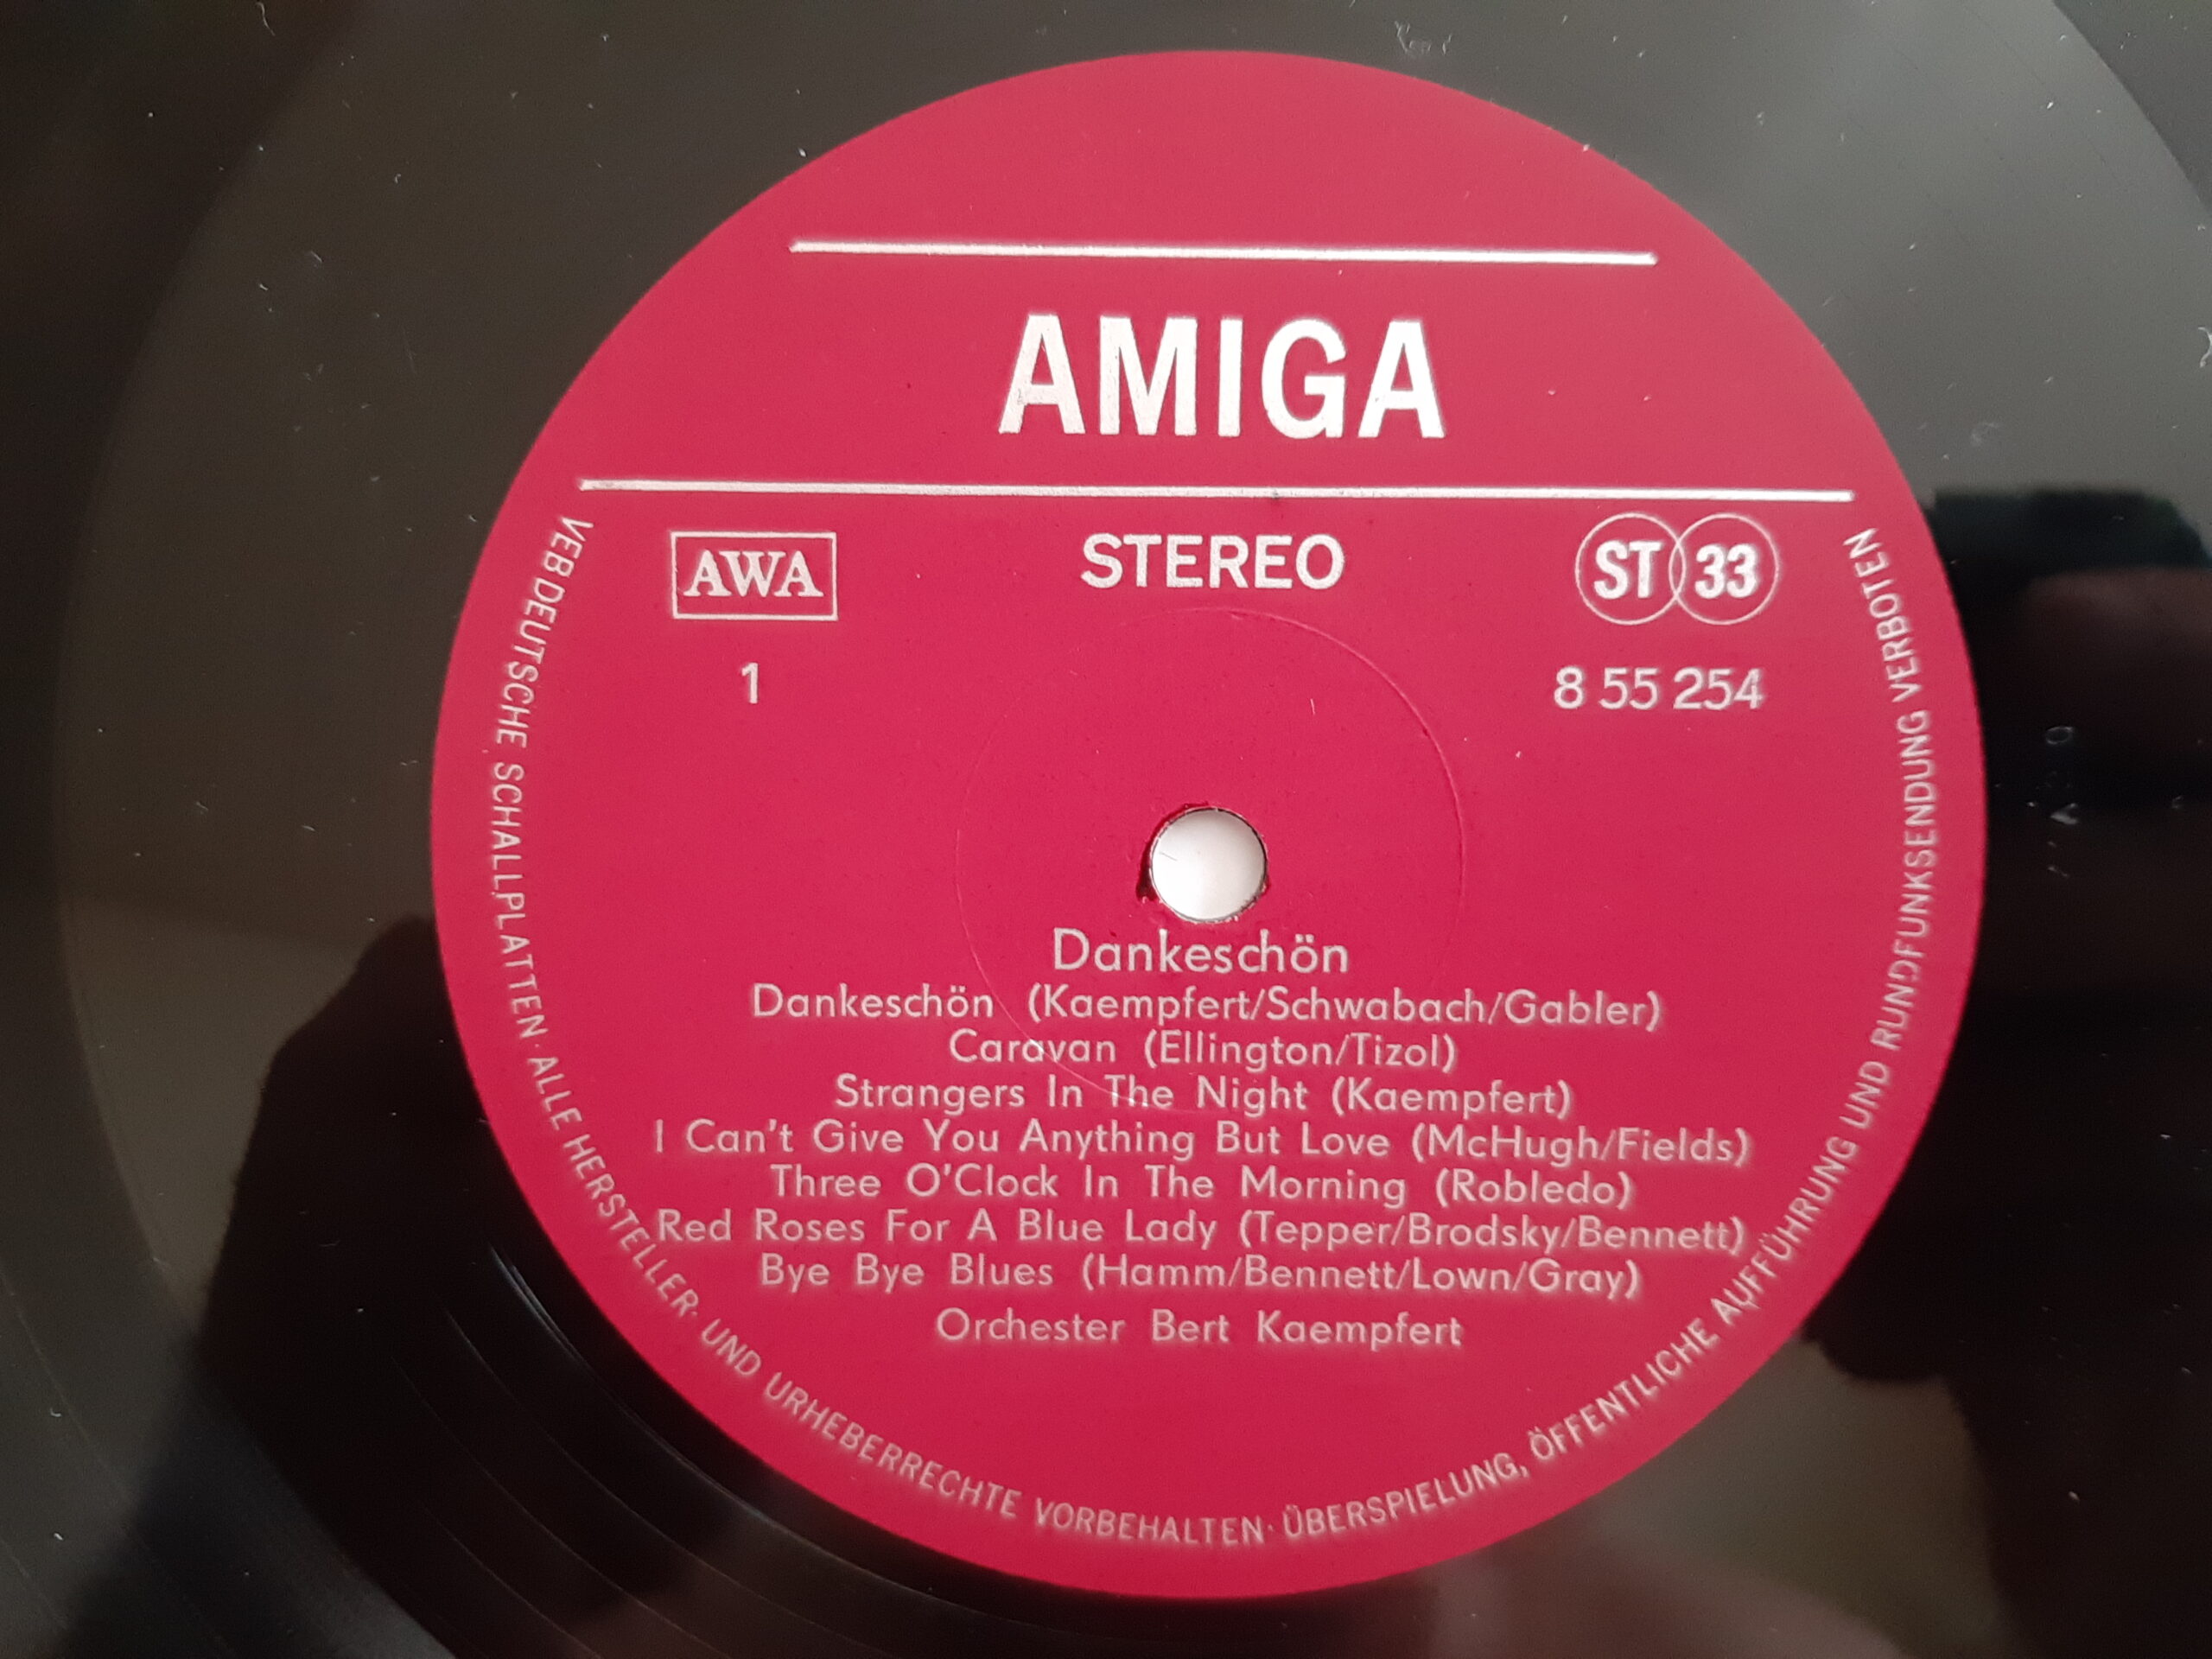 AMIGA
AWA
STEREO
ST 33
1
8 55 254
Dankeschön
Dankeschön (Kaempfert/Schwabach/Gabler)
Caravan (Ellington/Tizol)
Strangers In The Night (Kaempfert)
I Can't Give You Anything But Love (McHugh/Fields)
Three O'Clock In The Morning (Robledo)
Red Roses For A Blue Lady (Tepper/Brodsky/Bennett)
Bye Bye Blues (Hamm/Bennett/Lown/Gray)
Orchester Bert Kaempfert
VEB DEUTSCHE SCHALLPLATTEN · ALLE HERSTELLER- UND URHEBERRECHTE VORBEHALTEN · ÜBERSPIELUNG, ÖFFENTLICHE AUFFÜHRUNG UND RUNDFUNKSENDUNG VERBOTEN